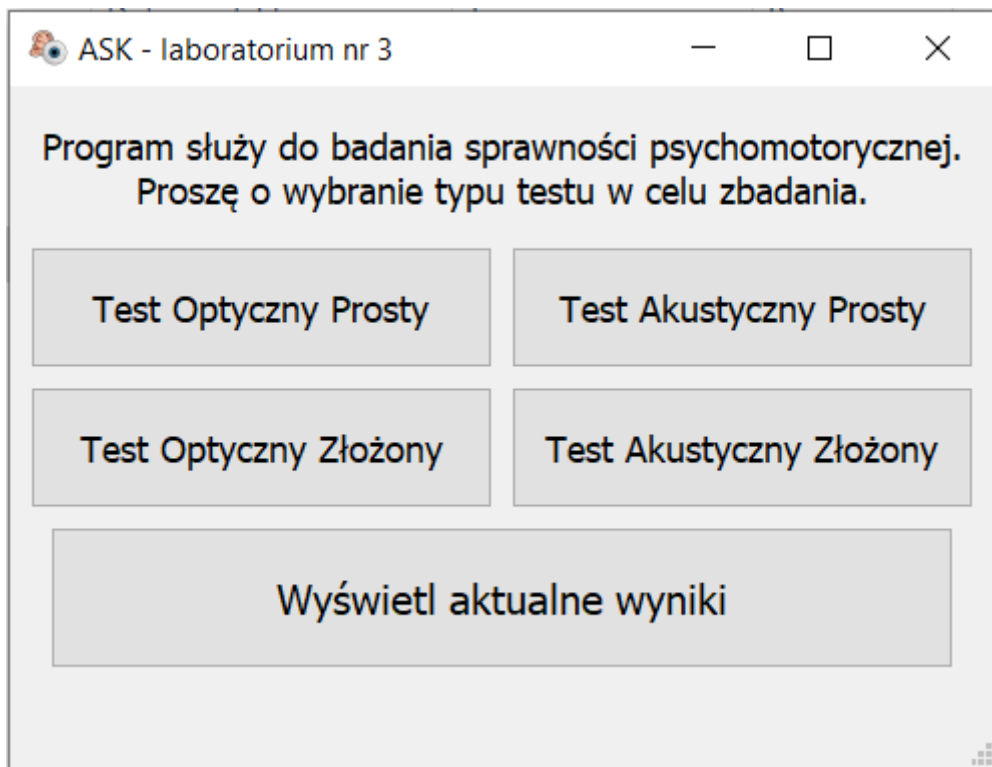 ASK - laboratorium nr 3
Program służy do badania sprawności psychomotorycznej.
Proszę o wybranie typu testu w celu zbadania.
Test Optyczny Prosty
Test Akustyczny Prosty
Test Optyczny Złożony
Test Akustyczny Złożony
Wyświetl aktualne wyniki